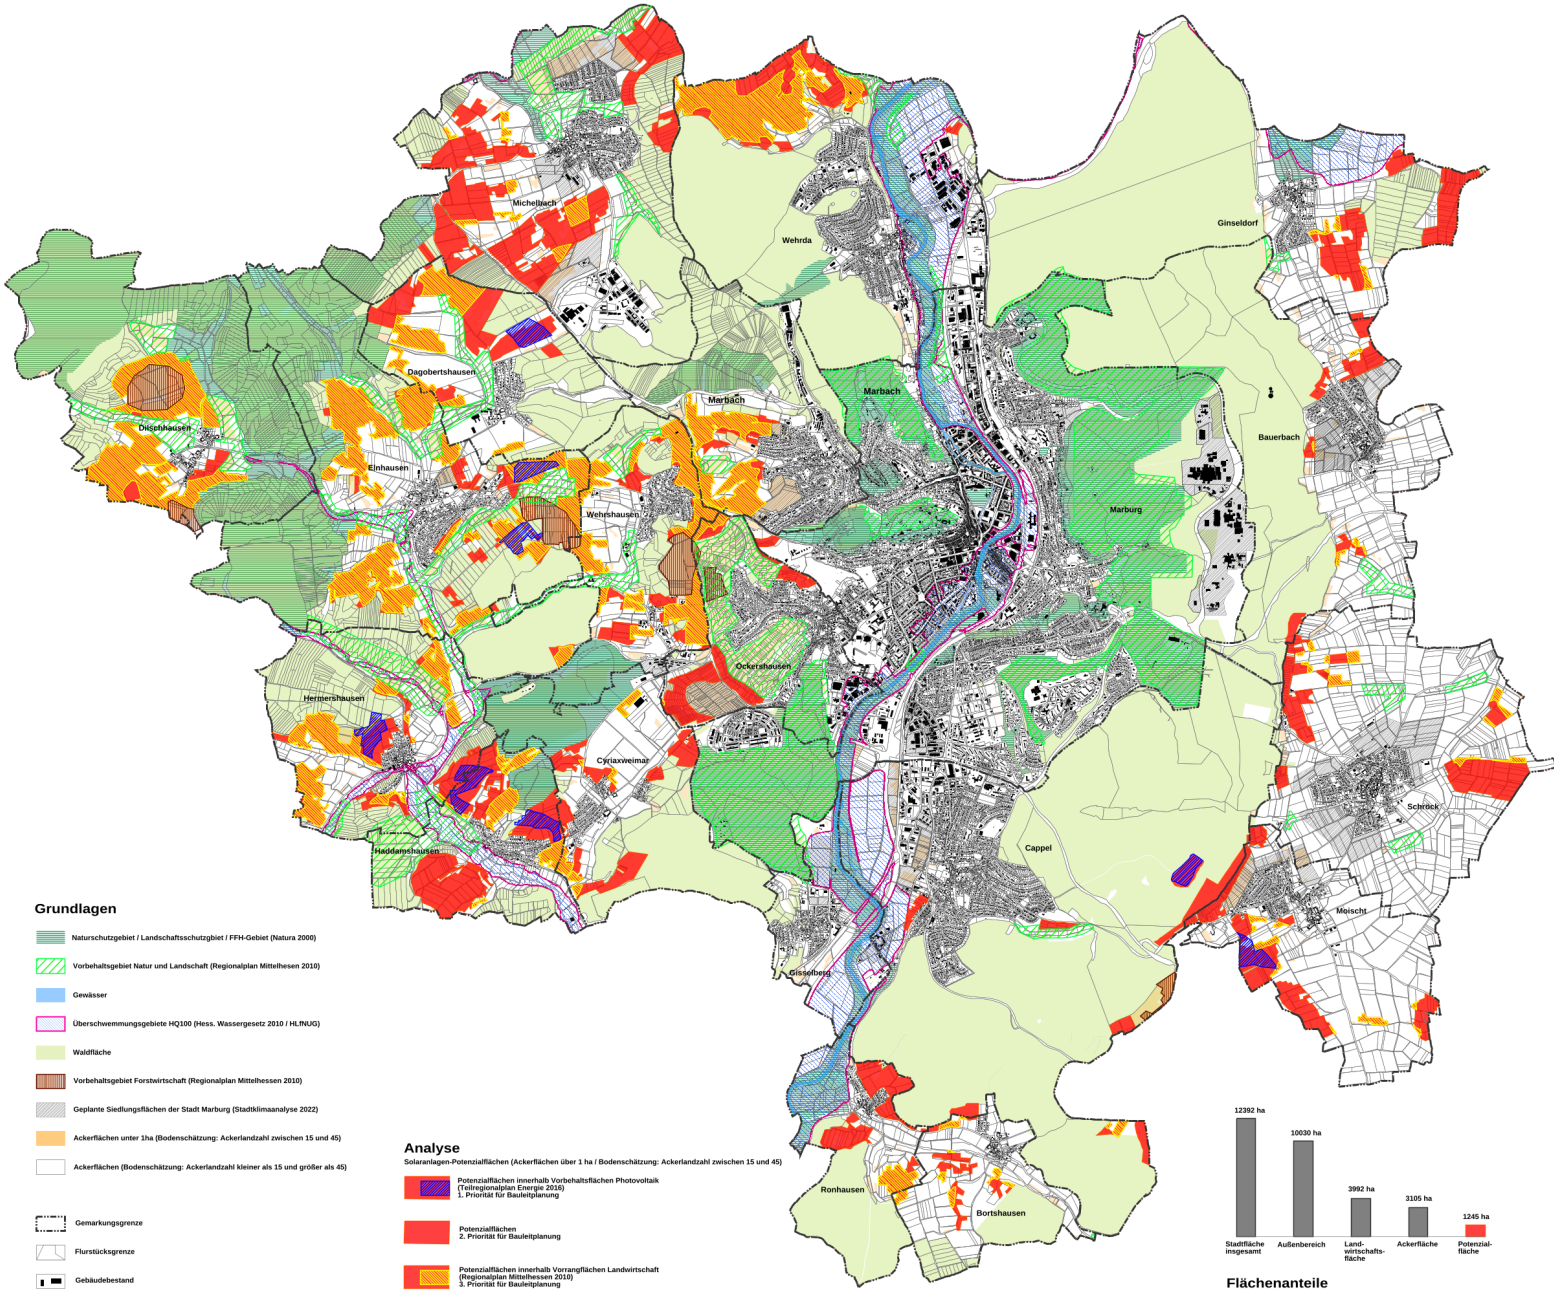 Michelbach
Wehrda
Ginseldorf
Dagobertshausen
Marbach
Marbach
Dilschhausen
Bauerbach
Elnhausen
Wehrshausen
Marburg
Ockershausen
Hermershausen
Cyriaxweimar
Schröck
Haddamshausen
Cappel
Moischt
Gisselberg
Ronhausen
Bortshausen
Grundlagen
Naturschutzgebiet / Landschaftsschutzgbiet / FFH-Gebiet (Natura 2000)
Vorbehaltsgebiet Natur und Landschaft (Regionalplan Mittelhesen 2010)
Gewässer
Überschwemmungsgebiete HQ100 (Hess. Wassergesetz 2010 / HLfNUG)
Waldfläche
Vorbehaltsgebiet Forstwirtschaft (Regionalplan Mittelhessen 2010)
Geplante Siedlungsflächen der Stadt Marburg (Stadtklimaanalyse 2022)
Ackerflächen unter 1ha (Bodenschätzung: Ackerlandzahl zwischen 15 und 45)
Ackerflächen (Bodenschätzung: Ackerlandzahl kleiner als 15 und größer als 45)
Gemarkungsgrenze
Flurstücksgrenze
Gebäudebestand
Analyse
Solaranlagen-Potenzialflächen (Ackerflächen über 1 ha / Bodenschätzung: Ackerlandzahl zwischen 15 und 45)
Potenzialflächen innerhalb Vorbehaltsflächen Photovoltaik
(Teilregionalplan Energie 2016)
1. Priorität für Bauleitplanung
Potenzialflächen
2. Priorität für Bauleitplanung
Potenzialflächen innerhalb Vorrangflächen Landwirtschaft
(Regionalplan Mittelhessen 2010)
3. Priorität für Bauleitplanung
12392 ha
10030 ha
3992 ha
3105 ha
1245 ha
Stadtfläche
insgesamt
Außenbereich
Land-
wirtschafts-
fläche
Ackerfläche
Potenzial-
fläche
Flächenanteile